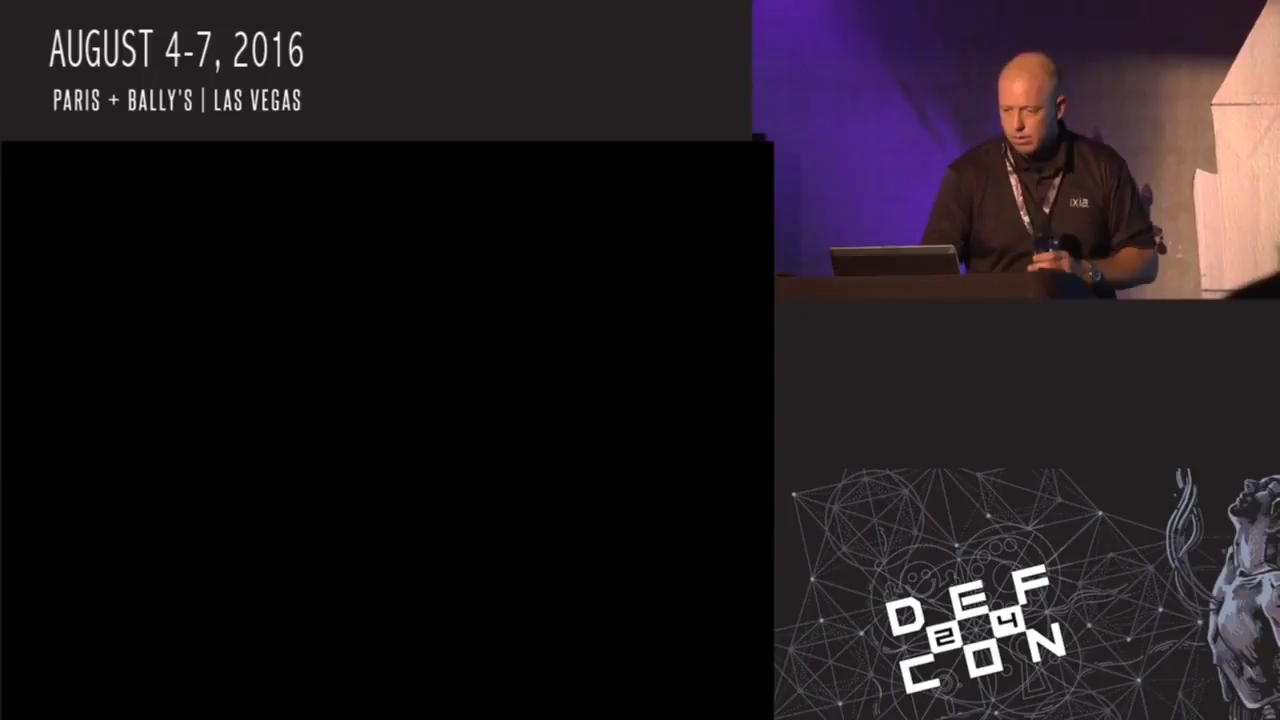 AUGUST 4-7, 2016
PARIS + BALLY'S | LAS VEGAS
ixia
DEF
24
CON